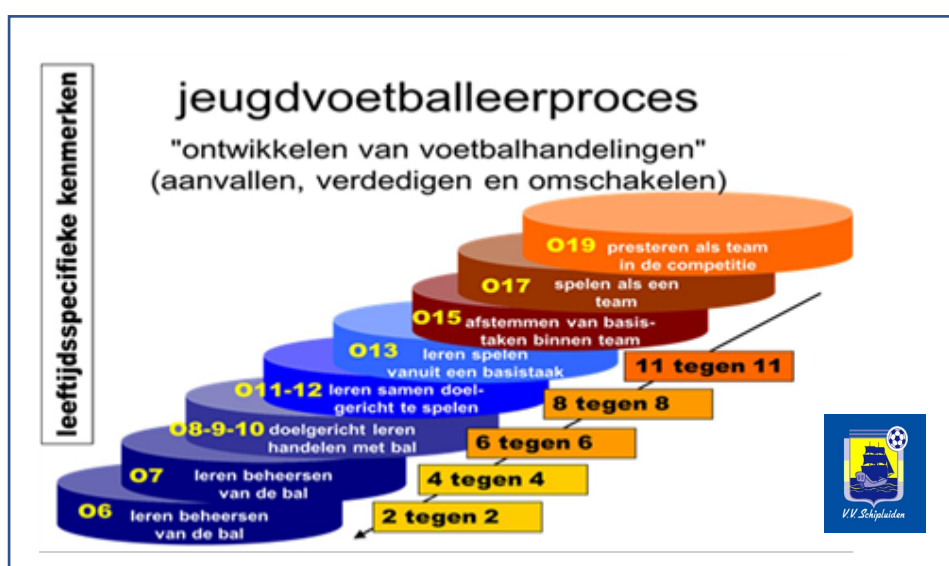 leeftijdsspecifieke kenmerken
jeugdvoetballeerproces
"ontwikkelen van voetbalhandelingen"
(aanvallen, verdedigen en omschakelen)
O19 presteren als team
in de competitie
O17 spelen als een
team
O15 afstemmen van basis-
taken binnen team
O13 leren spelen
vanuit een basistaak
O11-12 leren samen doel-
gericht te spelen
O8-9-10 doelgericht leren
handelen met bal
O7 leren beheersen
van de bal
O6 leren beheersen
van de bal
11 tegen 11
8 tegen 8
6 tegen 6
4 tegen 4
2 tegen 2
V.V. Schipluiden